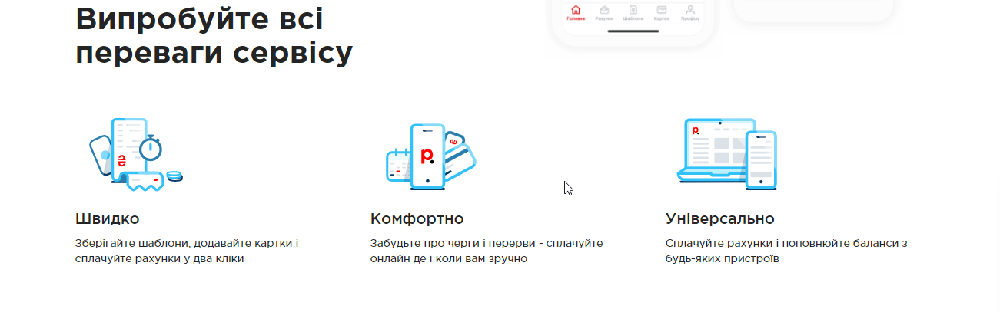 Випробуйте всі
переваги сервісу
Головна Рахунки Шаблони Картки Профіль
₴
p.
₴
p.
Швидко
Зберігайте шаблони, додавайте картки і
сплачуйте рахунки у два кліки
Комфортно
Забудьте про черги і перерви - сплачуйте
онлайн де і коли вам зручно
Універсально
Сплачуйте рахунки і поповнюйте баланси з
будь-яких пристроїв